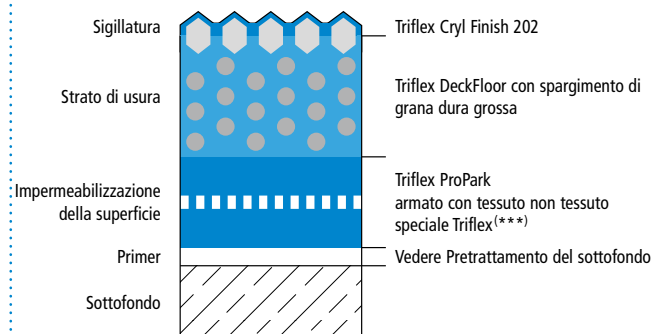 Sigillatura
Triflex Cryl Finish 202
Strato di usura
Triflex DeckFloor con spargimento di
grana dura grossa
Impermeabilizzazione
della superficie
Triflex ProPark
armato con tessuto non tessuto
speciale Triflex(***)
Primer
Vedere Pretrattamento del sottofondo
Sottofondo